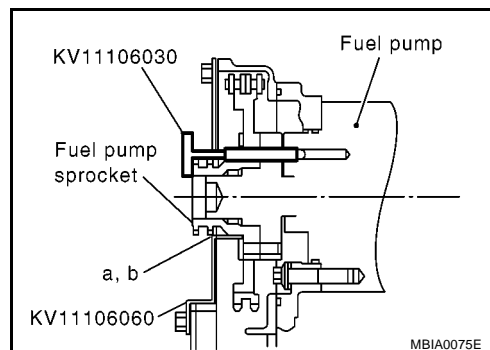 KV11106030
Fuel pump
Fuel pump
sprocket
a, b
KV11106060
MBIA0075E